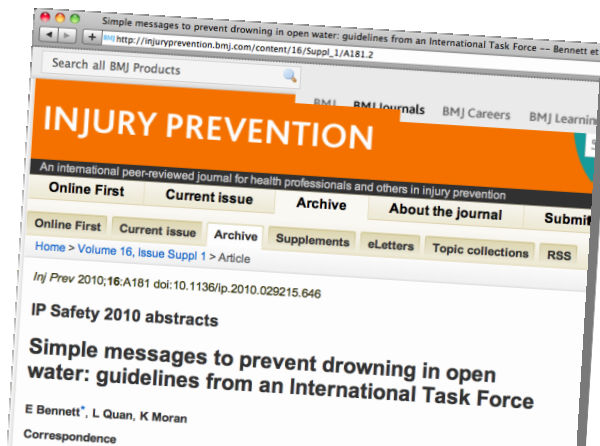 Simple messages to prevent drowning in open water: guidelines from an International Task Force -- Bennett et
BMJ http://injuryprevention.bmj.com/content/16/Suppl_1/A181.2
Search all BMJ Products
BMJ BMJ Journals BMJ Careers BMJ Learning
INJURY PREVENTION
An international peer-reviewed journal for health professionals and others in injury prevention
Online First Current issue Archive About the journal Submit
Online First Current issue Archive Supplements eLetters Topic collections RSS
Home > Volume 16, Issue Suppl 1 > Article
Inj Prev 2010;16:A181 doi:10.1136/ip.2010.029215.646
IP Safety 2010 abstracts
Simple messages to prevent drowning in open
water: guidelines from an International Task Force
E Bennett*, L Quan, K Moran
Correspondence